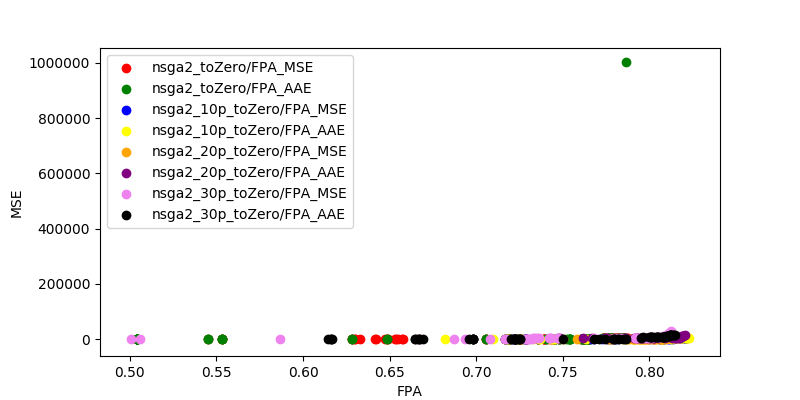 1000000
800000
600000
400000
200000
0
MSE
nsga2_toZero/FPA_MSE
nsga2_toZero/FPA_AAE
nsga2_10p_toZero/FPA_MSE
nsga2_10p_toZero/FPA_AAE
nsga2_20p_toZero/FPA_MSE
nsga2_20p_toZero/FPA_AAE
nsga2_30p_toZero/FPA_MSE
nsga2_30p_toZero/FPA_AAE
0.50 0.55 0.60 0.65 0.70 0.75 0.80
FPA